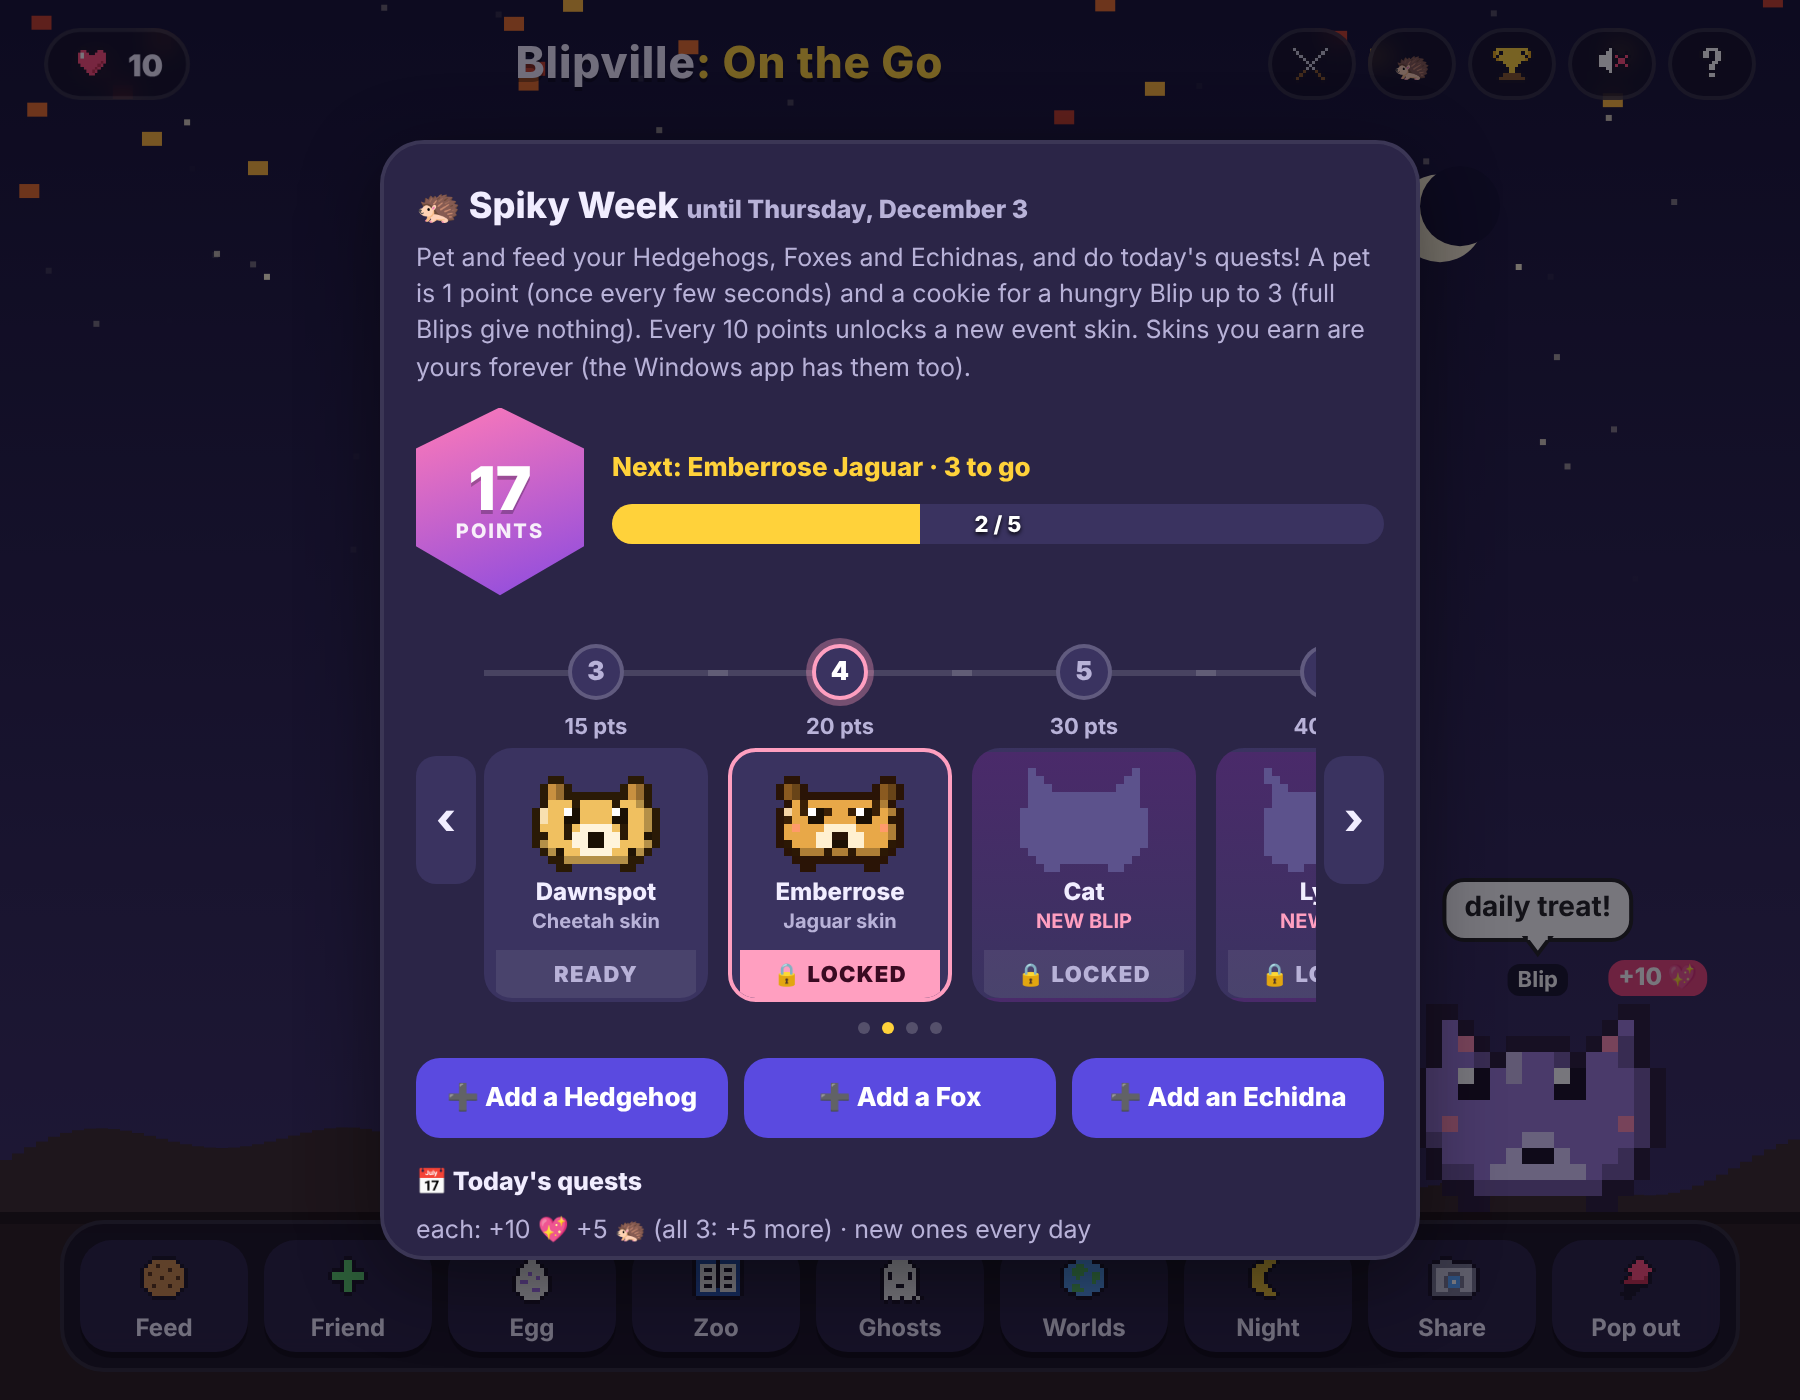 10
Blipville: On the Go
?
🦔 Spiky Week until Thursday, December 3
Pet and feed your Hedgehogs, Foxes and Echidnas, and do today's quests! A pet
is 1 point (once every few seconds) and a cookie for a hungry Blip up to 3 (full
Blips give nothing). Every 10 points unlocks a new event skin. Skins you earn are
yours forever (the Windows app has them too).
17
POINTS
Next: Emberrose Jaguar · 3 to go
2 / 5
3
4
5
15 pts
20 pts
30 pts
40
‹
›
Dawnspot
Cheetah skin
READY
Emberrose
Jaguar skin
🔒 LOCKED
Cat
NEW BLIP
🔒 LOCKED
daily treat!
Blip
+10 💖
➕ Add a Hedgehog
➕ Add a Fox
➕ Add an Echidna
📅 Today's quests
each: +10 💖 +5 🦔 (all 3: +5 more) · new ones every day
Feed
Friend
Egg
Zoo
Ghosts
Worlds
Night
Share
Pop out